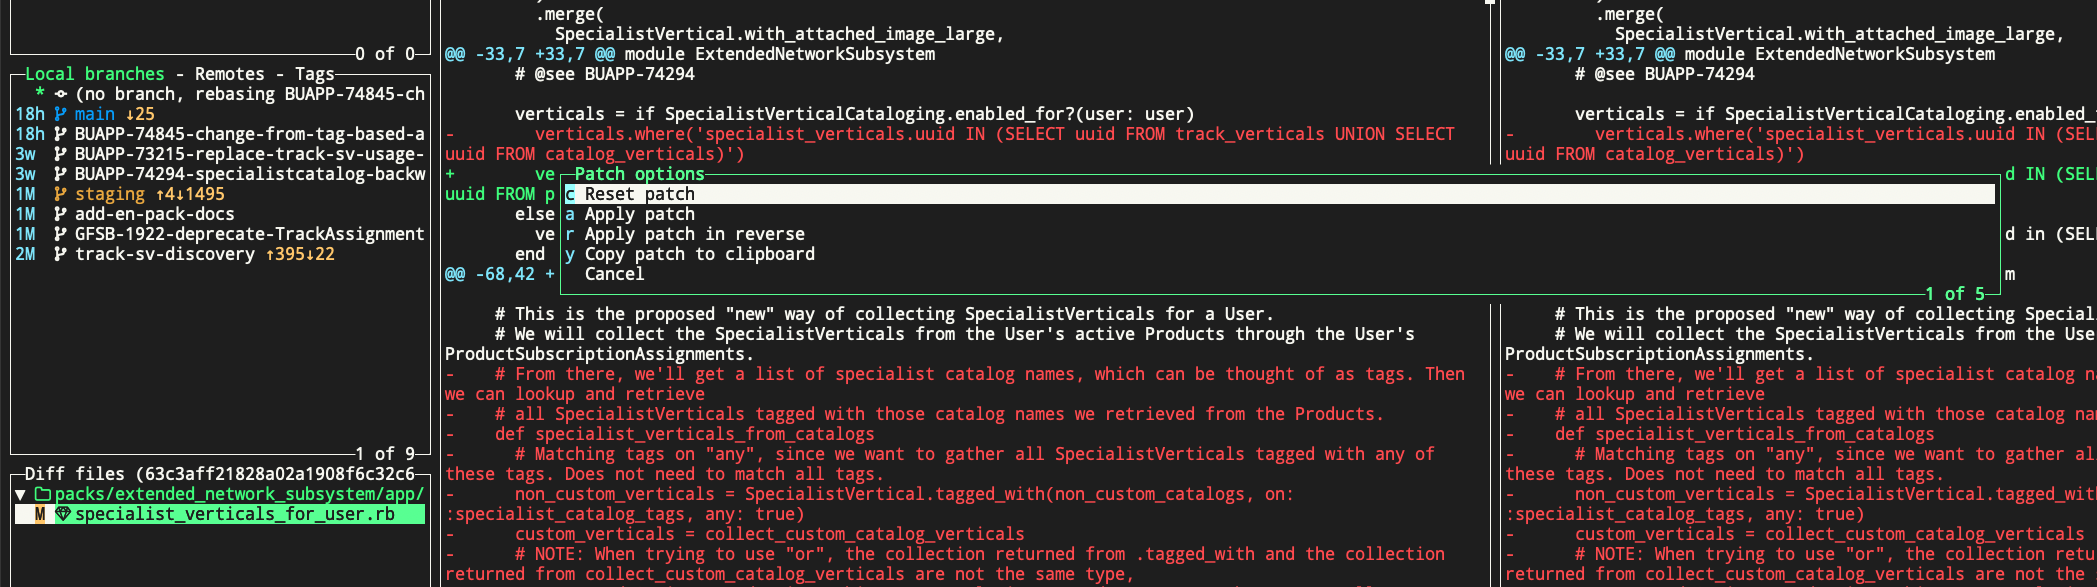 0 of 0
Local branches - Remotes - Tags
* (no branch, rebasing BUAPP-74845-ch
18h main ↓25
18h BUAPP-74845-change-from-tag-based-a
3w BUAPP-73215-replace-track-sv-usage-
3w BUAPP-74294-specialistcatalog-backw
1M staging ↑4↓1495
1M add-en-pack-docs
1M GFSB-1922-deprecate-TrackAssignment
2M track-sv-discovery ↑395↓22
1 of 9
Diff files (63c3aff21828a02a1908f6c32c6
▼ packs/extended_network_subsystem/app/
M specialist_verticals_for_user.rb
.merge(
SpecialistVertical.with_attached_image_large,
@@ -33,7 +33,7 @@ module ExtendedNetworkSubsystem
# @see BUAPP-74294
verticals = if SpecialistVerticalCataloging.enabled_for?(user: user)
- verticals.where('specialist_verticals.uuid IN (SELECT uuid FROM track_verticals UNION SELECT
uuid FROM catalog_verticals)')
+ ve
uuid FROM p
else
ve
end
@@ -68,42 +
Patch options
c Reset patch
a Apply patch
r Apply patch in reverse
y Copy patch to clipboard
Cancel
1 of 5
# This is the proposed "new" way of collecting SpecialistVerticals for a User.
# We will collect the SpecialistVerticals from the User's active Products through the User's
ProductSubscriptionAssignments.
- # From there, we'll get a list of specialist catalog names, which can be thought of as tags. Then
we can lookup and retrieve
- # all SpecialistVerticals tagged with those catalog names we retrieved from the Products.
- def specialist_verticals_from_catalogs
- # Matching tags on "any", since we want to gather all SpecialistVerticals tagged with any of
these tags. Does not need to match all tags.
- non_custom_verticals = SpecialistVertical.tagged_with(non_custom_catalogs, on:
:specialist_catalog_tags, any: true)
- custom_verticals = collect_custom_catalog_verticals
- # NOTE: When trying to use "or", the collection returned from .tagged_with and the collection
returned from collect_custom_catalog_verticals are not the same type,
.merge(
SpecialistVertical.with_attached_image_large,
@@ -33,7 +33,7 @@ module ExtendedNetworkSubsystem
# @see BUAPP-74294
verticals = if SpecialistVerticalCataloging.enabled_
- verticals.where('specialist_verticals.uuid IN (SEL
uuid FROM catalog_verticals)')
d IN (SEL
d in (SEL
m
# This is the proposed "new" way of collecting Special
# We will collect the SpecialistVerticals from the Use
ProductSubscriptionAssignments.
- # From there, we'll get a list of specialist catalog n
we can lookup and retrieve
- # all SpecialistVerticals tagged with those catalog nam
- def specialist_verticals_from_catalogs
- # Matching tags on "any", since we want to gather al
these tags. Does not need to match all tags.
- non_custom_verticals = SpecialistVertical.tagged_wit
:specialist_catalog_tags, any: true)
- custom_verticals = collect_custom_catalog_verticals
- # NOTE: When trying to use "or", the collection retu
returned from collect_custom_catalog_verticals are not the